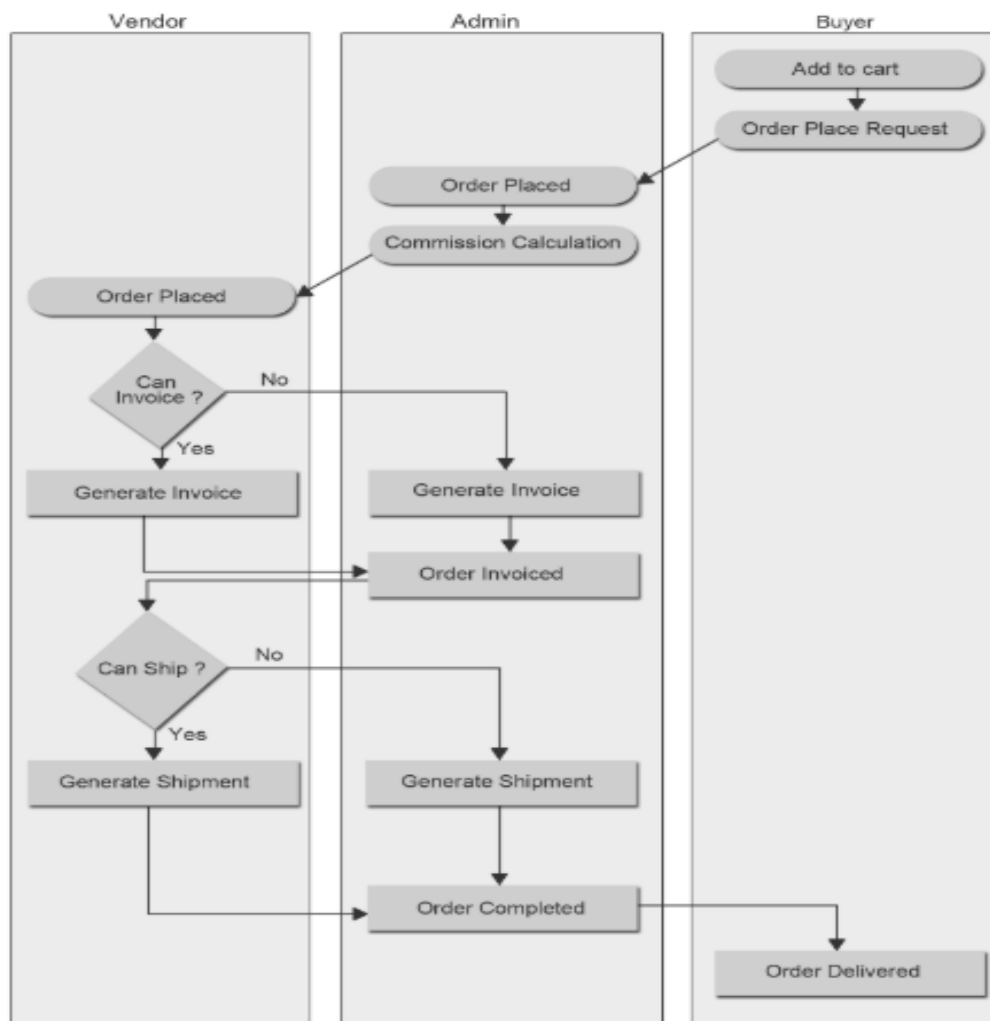 Vendor
Admin
Buyer
Add to cart
Order Place Request
Order Placed
Commission Calculation
Order Placed
Can
Invoice ?
No
Yes
Generate Invoice
Generate Invoice
Order Invoiced
Can Ship ?
No
Yes
Generate Shipment
Generate Shipment
Order Completed
Order Delivered